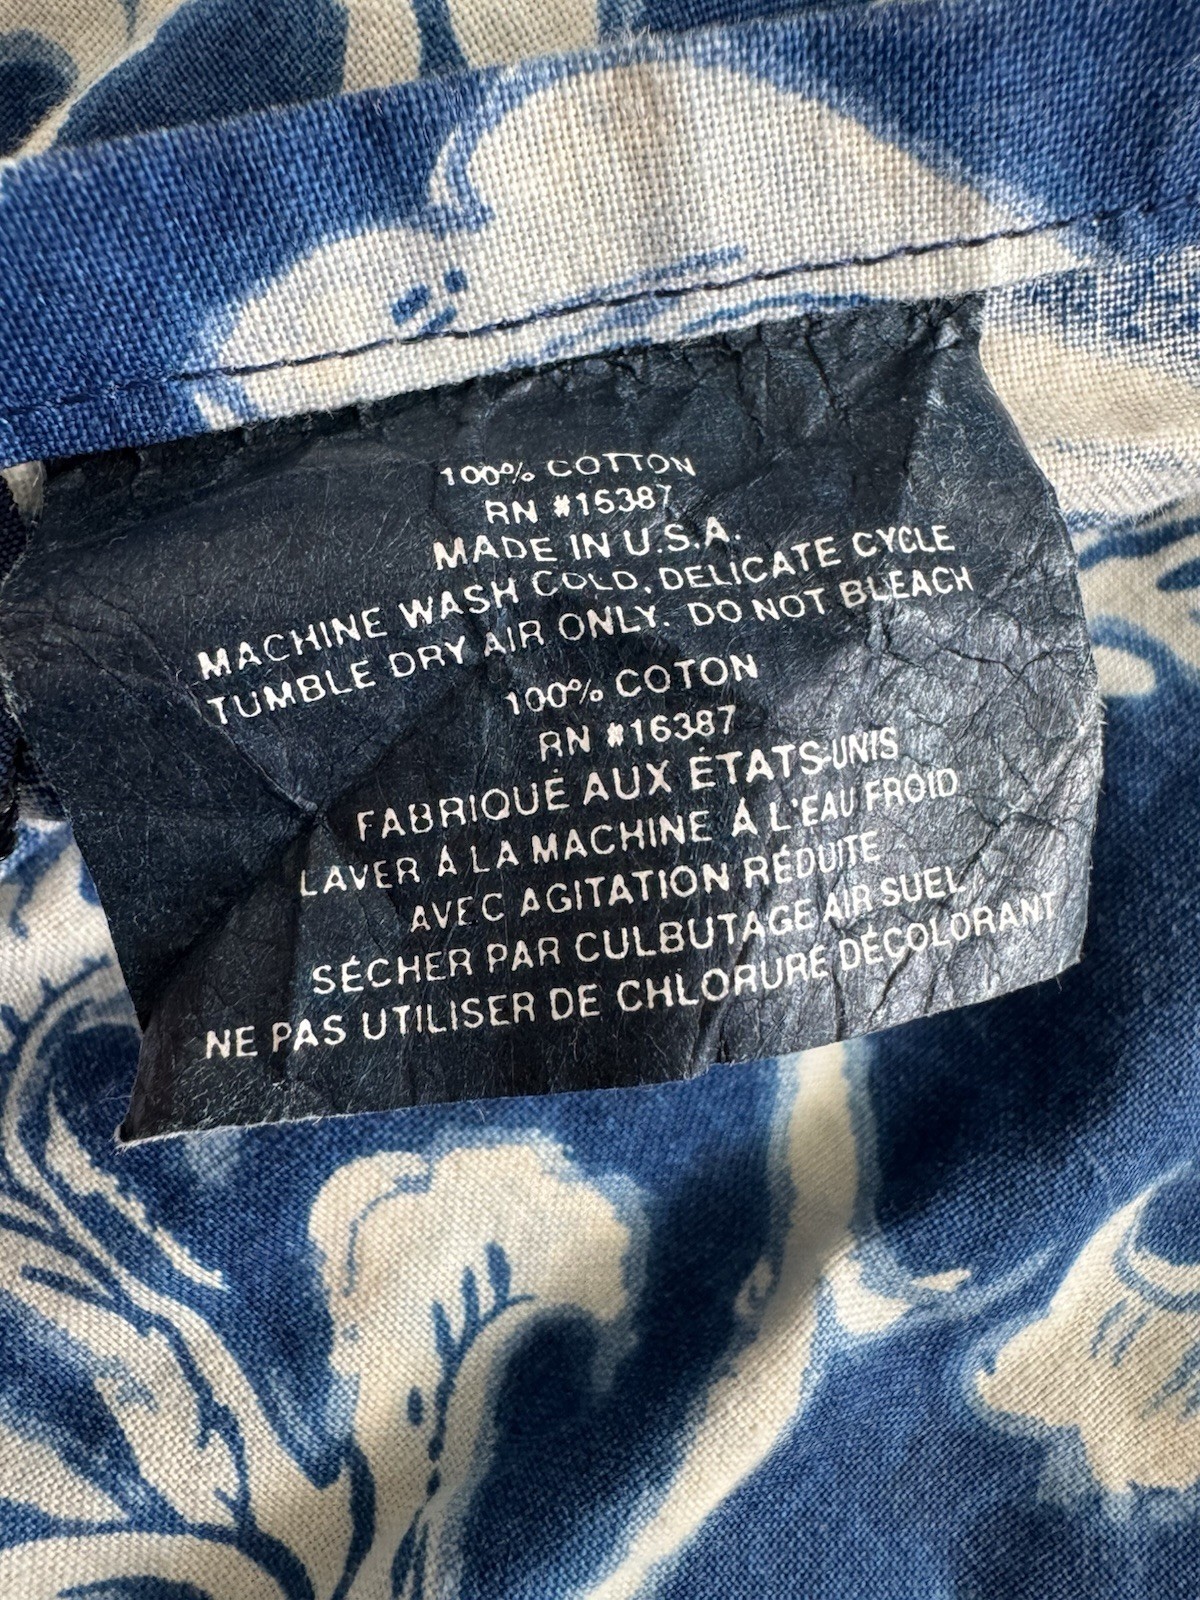 100% COTTON
RN #16387
MADE IN U.S.A.
MACHINE WASH COLD, DELICATE CYCLE
TUMBLE DRY AIR ONLY. DO NOT BLEACH
100% COTON
RN #16387
FABRIQUÉ AUX ÉTATS-UNIS
LAVER À LA MACHINE À L'EAU FROID
AVEC AGITATION RÉDUITE
SÉCHER PAR CULBUTAGE AIR SUEL
NE PAS UTILISER DE CHLORURE DÉCOLORANT